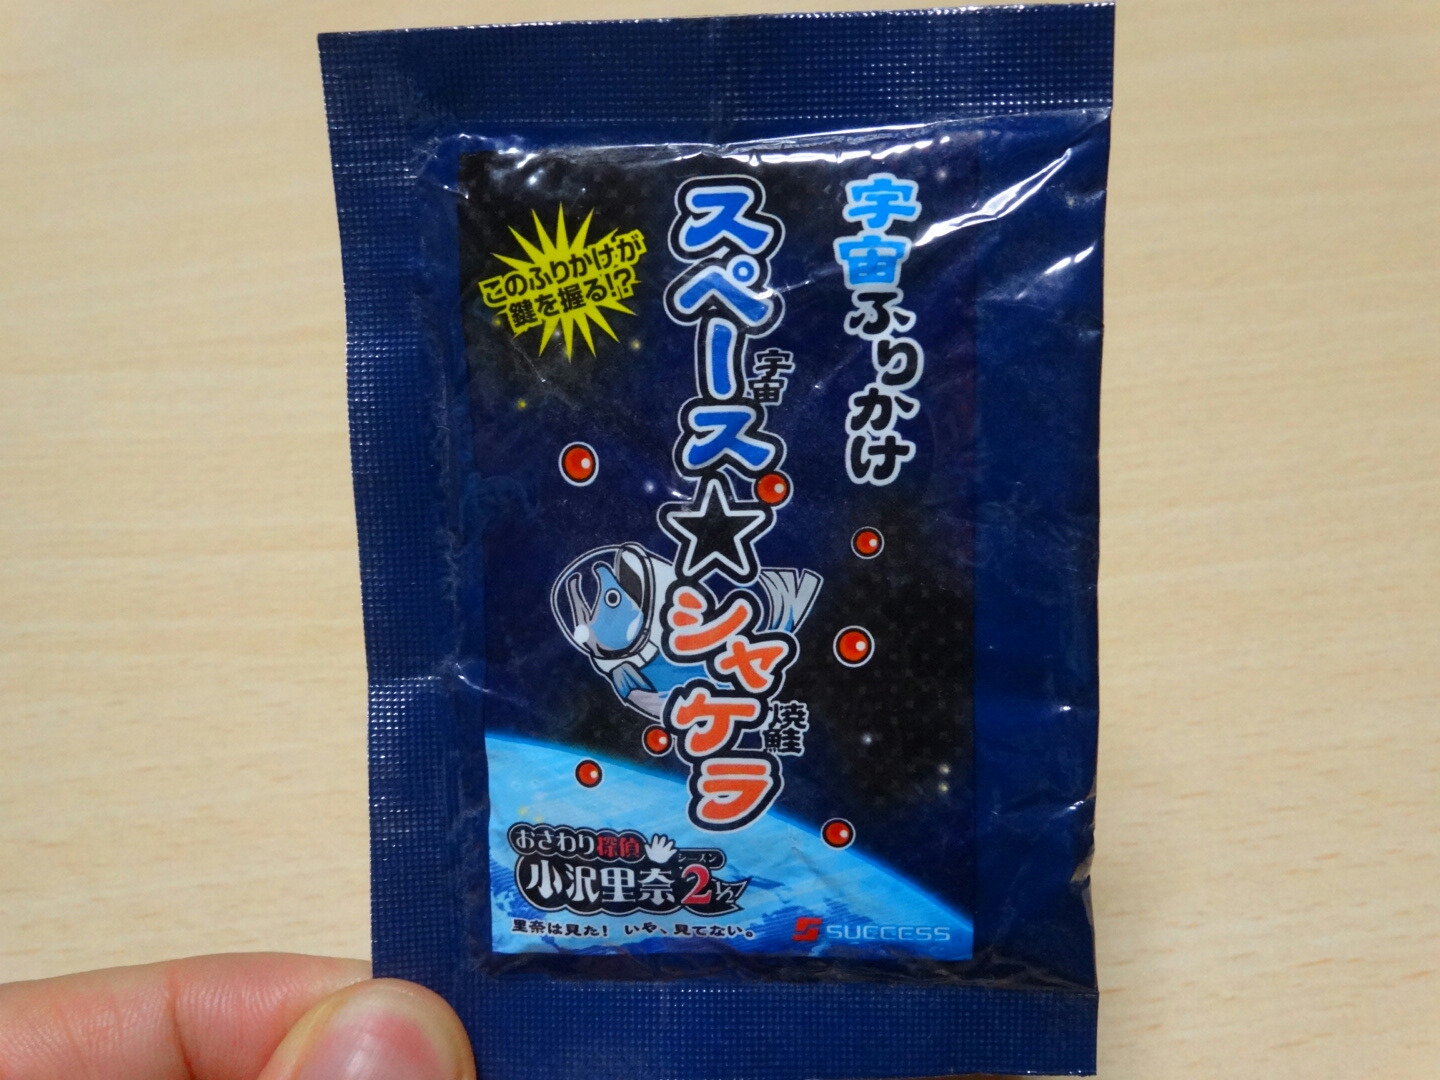 宇宙ふりかけ
スペース☆シャケラ
宇宙
焼鮭
このふりかけが
鍵を握る!?
おさわり探偵
小沢里奈
シーズン
2 1/2
里奈は見た! いや、見てない。
SUCCESS